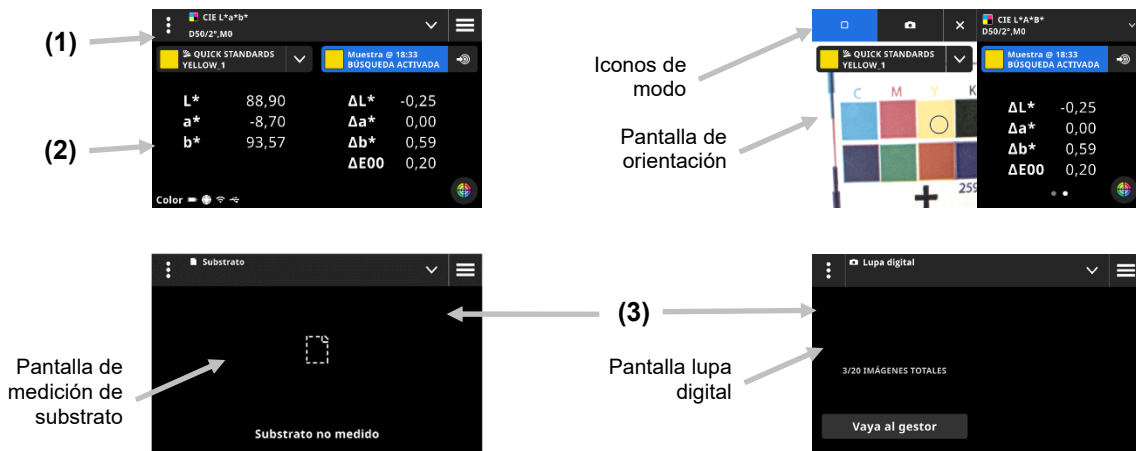 (1)
CIE L*a*b*
D50/2°,M0
QUICK STANDARDS
YELLOW_1
Muestra @ 18:33
BÚSQUEDA ACTIVADA
(2)
L* 88,90 ΔL* -0,25
a* -8,70 Δa* 0,00
b* 93,57 Δb* 0,59
ΔE00 0,20
Color
Iconos de
modo
Pantalla de
orientación
CIE L*A*B*
D50/2°,M0
QUICK STANDARDS
YELLOW_1
Muestra @ 18:33
BÚSQUEDA ACTIVADA
C M Y K
259
ΔL* -0,25
Δa* 0,00
Δb* 0,59
ΔE00 0,20
Substrato
Pantalla de
medición de
substrato
Substrato no medido
(3)
Pantalla lupa
digital
Lupa digital
3/20 IMÁGENES TOTALES
Vaya al gestor